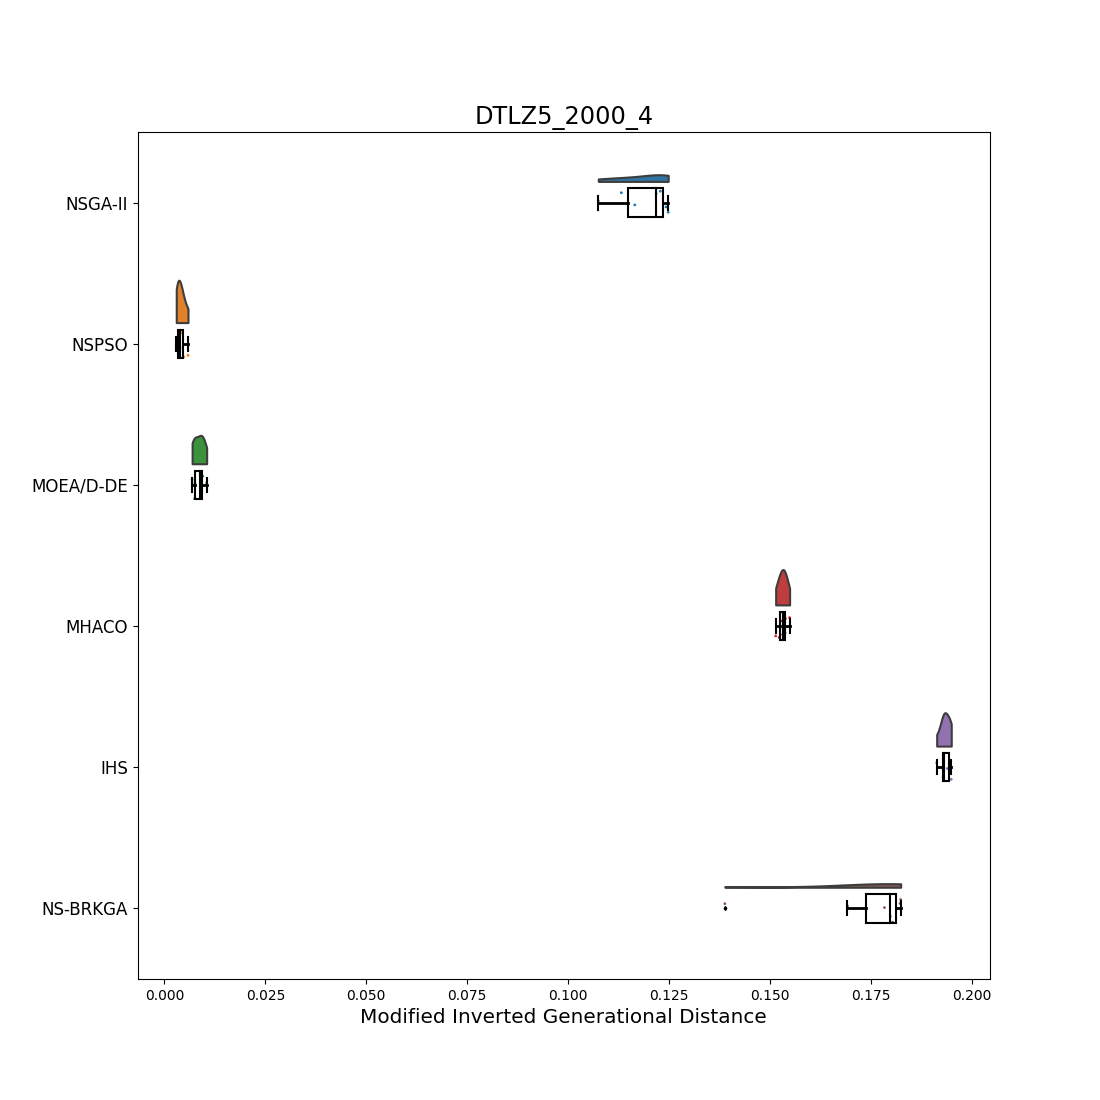 DTLZ5_2000_4
NSGA-II
NSPSO
MOEA/D-DE
MHACO
IHS
NS-BRKGA
0.000 0.025 0.050 0.075 0.100 0.125 0.150 0.175 0.200
Modified Inverted Generational Distance